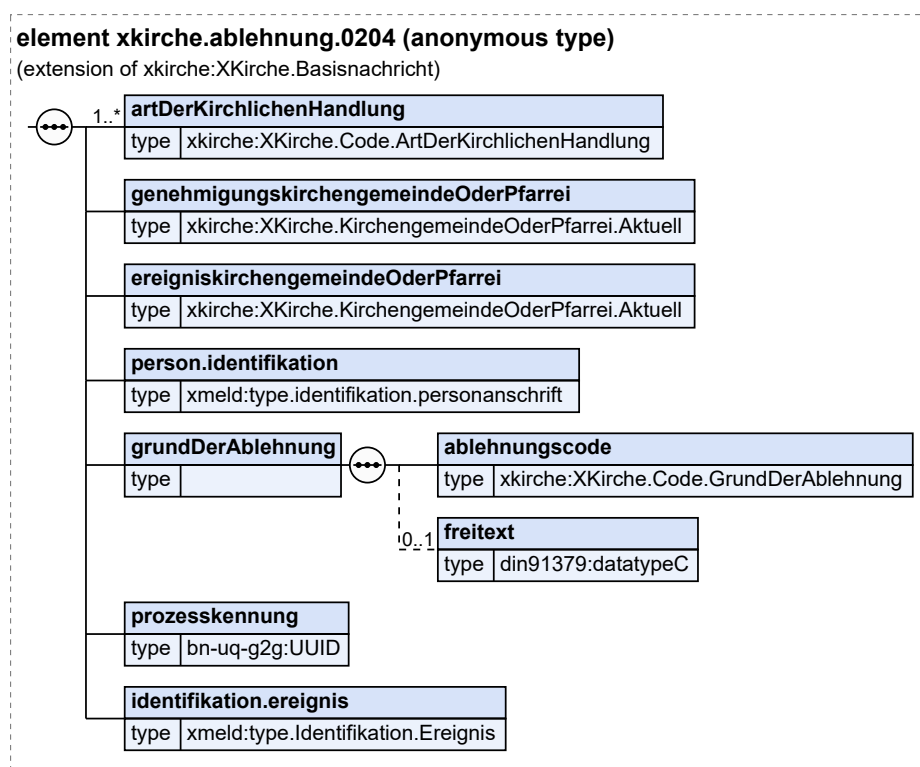 element xkirche.ablehnung.0204 (anonymous type)
(extension of xkirche:XKirche.Basisnachricht)
1..*
artDerKirchlichenHandlung
type xkirche:XKirche.Code.ArtDerKirchlichenHandlung
genehmigungskirchengemeindeOderPfarrei
type xkirche:XKirche.KirchengemeindeOderPfarrei.Aktuell
ereigniskirchengemeindeOderPfarrei
type xkirche:XKirche.KirchengemeindeOderPfarrei.Aktuell
person.identifikation
type xmeld:type.identifikation.personanschrift
grundDerAblehnung
type
ablehnungscode
type xkirche:XKirche.Code.GrundDerAblehnung
0..1
freitext
type din91379:datatypeC
prozesskennung
type bn-uq-g2g:UUID
identifikation.ereignis
type xmeld:type.Identifikation.Ereignis